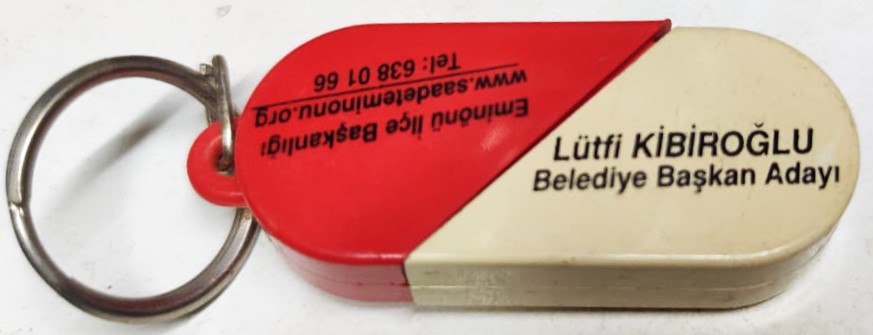 Eminönü İlçe Başkanlığı
www.saadeteminonu.org
Tel: 638 01 66
Lütfi KİBİROĞLU
Belediye Başkan Adayı